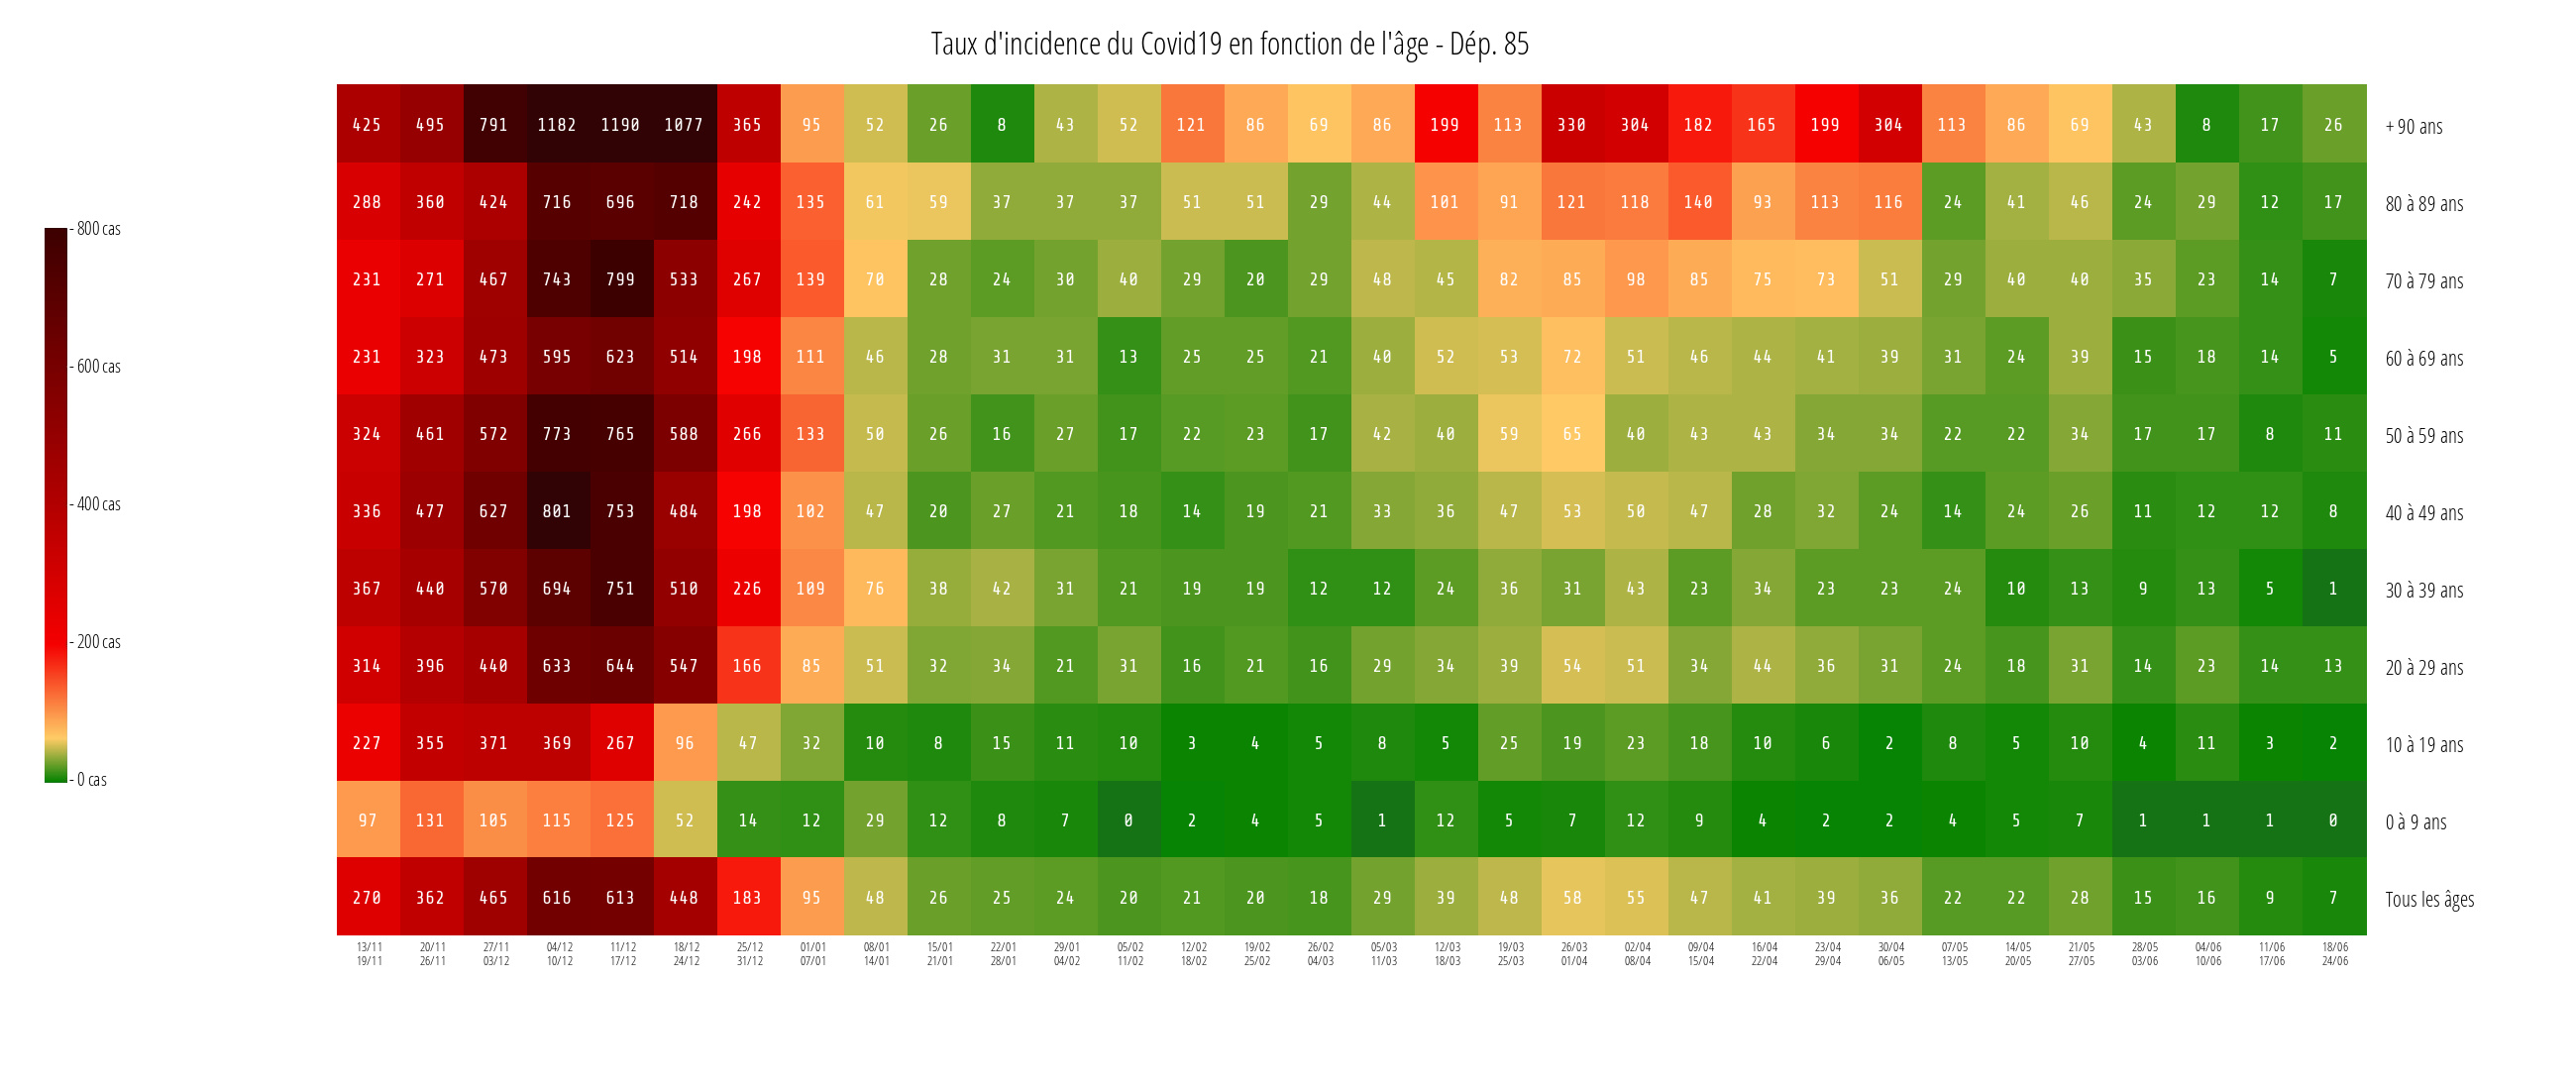 Taux d'incidence du Covid19 en fonction de l'âge - Dép. 85
425 495 791 1182 1190 1077 365 95 52 26 8 43 52 121 86 69 86 199 113 330 304 182 165 199 304 113 86 69 43 8 17 26 + 90 ans
288 360 424 716 696 718 242 135 61 59 37 37 37 51 51 29 44 101 91 121 118 140 93 113 116 24 41 46 24 29 12 17 80 à 89 ans
- 800 cas
231 271 467 743 799 533 267 139 70 28 24 30 40 29 20 29 48 45 82 85 98 85 75 73 51 29 40 40 35 23 14 7 70 à 79 ans
231 323 473 595 623 514 198 111 46 28 31 31 13 25 25 21 40 52 53 72 51 46 44 41 39 31 24 39 15 18 14 5 60 à 69 ans
- 600 cas
324 461 572 773 765 588 266 133 50 26 16 27 17 22 23 17 42 40 59 65 40 43 43 34 34 22 22 34 17 17 8 11 50 à 59 ans
- 400 cas
336 477 627 801 753 484 198 102 47 20 27 21 18 14 19 21 33 36 47 53 50 47 28 32 24 14 24 26 11 12 12 8 40 à 49 ans
367 440 570 694 751 510 226 109 76 38 42 31 21 19 19 12 12 24 36 31 43 23 34 23 23 24 10 13 9 13 5 1 30 à 39 ans
- 200 cas
314 396 440 633 644 547 166 85 51 32 34 21 31 16 21 16 29 34 39 54 51 34 44 36 31 24 18 31 14 23 14 13 20 à 29 ans
227 355 371 369 267 96 47 32 10 8 15 11 10 3 4 5 8 5 25 19 23 18 10 6 2 8 5 10 4 11 3 2 10 à 19 ans
- 0 cas
97 131 105 115 125 52 14 12 29 12 8 7 0 2 4 5 1 12 5 7 12 9 4 2 2 4 5 7 1 1 1 0 0 à 9 ans
270 362 465 616 613 448 183 95 48 26 25 24 20 21 20 18 29 39 48 58 55 47 41 39 36 22 22 28 15 16 9 7 Tous les âges
13/11 20/11 27/11 04/12 11/12 18/12 25/12 01/01 08/01 15/01 22/01 29/01 05/02 12/02 19/02 26/02 05/03 12/03 19/03 26/03 02/04 09/04 16/04 23/04 30/04 07/05 14/05 21/05 28/05 04/06 11/06 18/06
19/11 26/11 03/12 10/12 17/12 24/12 31/12 07/01 14/01 21/01 28/01 04/02 11/02 18/02 25/02 04/03 11/03 18/03 25/03 01/04 08/04 15/04 22/04 29/04 06/05 13/05 20/05 27/05 03/06 10/06 17/06 24/06